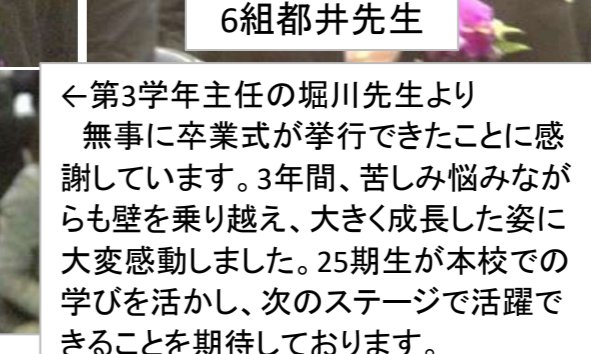 6組都井先生
←第3学年主任の堀川先生より
無事に卒業式が挙行できたことに感
謝しています。3年間、苦しみ悩みなが
らも壁を乗り越え、大きく成長した姿に
大変感動しました。25期生が本校での
学びを活かし、次のステージで活躍で
きることを期待しております。